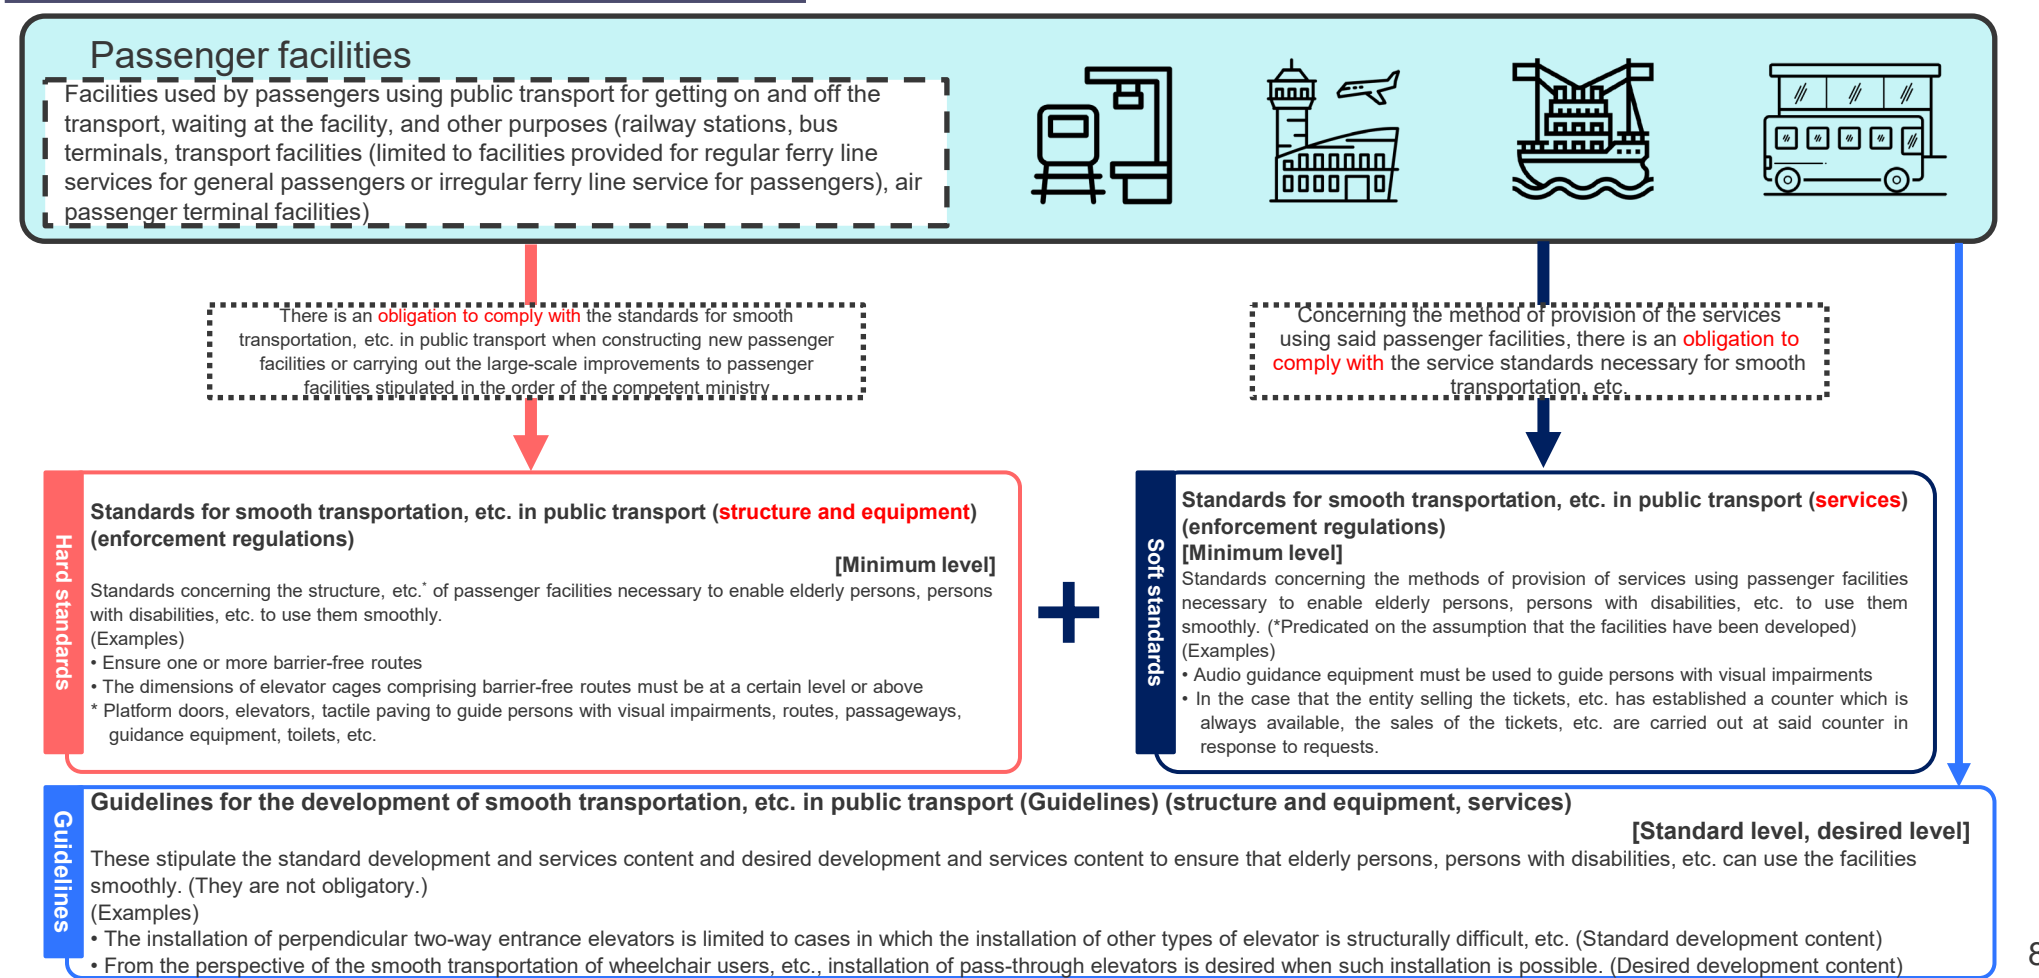 Passenger facilities
Facilities used by passengers using public transport for getting on and off the
transport, waiting at the facility, and other purposes (railway stations, bus
terminals, transport facilities (limited to facilities provided for regular ferry line
services for general passengers or irregular ferry line service for passengers), air
passenger terminal facilities)
There is an obligation to comply with the standards for smooth
transportation, etc. in public transport when constructing new passenger
facilities or carrying out the large-scale improvements to passenger
facilities stipulated in the order of the competent ministry
Concerning the method of provision of the services
using said passenger facilities, there is an obligation to
comply with the service standards necessary for smooth
transportation, etc.
Hard standards
Standards for smooth transportation, etc. in public transport (structure and equipment)
(enforcement regulations)
[Minimum level]
Standards concerning the structure, etc.* of passenger facilities necessary to enable elderly persons, persons
with disabilities, etc. to use them smoothly.
(Examples)
• Ensure one or more barrier-free routes
• The dimensions of elevator cages comprising barrier-free routes must be at a certain level or above
* Platform doors, elevators, tactile paving to guide persons with visual impairments, routes, passageways,
guidance equipment, toilets, etc.
+
Soft standards
Standards for smooth transportation, etc. in public transport (services)
(enforcement regulations)
[Minimum level]
Standards concerning the methods of provision of services using passenger facilities
necessary to enable elderly persons, persons with disabilities, etc. to use them
smoothly. (*Predicated on the assumption that the facilities have been developed)
(Examples)
• Audio guidance equipment must be used to guide persons with visual impairments
• In the case that the entity selling the tickets, etc. has established a counter which is
always available, the sales of the tickets, etc. are carried out at said counter in
response to requests.
Guidelines
Guidelines for the development of smooth transportation, etc. in public transport (Guidelines) (structure and equipment, services)
[Standard level, desired level]
These stipulate the standard development and services content and desired development and services content to ensure that elderly persons, persons with disabilities, etc. can use the facilities
smoothly. (They are not obligatory.)
(Examples)
• The installation of perpendicular two-way entrance elevators is limited to cases in which the installation of other types of elevator is structurally difficult, etc. (Standard development content)
• From the perspective of the smooth transportation of wheelchair users, etc., installation of pass-through elevators is desired when such installation is possible. (Desired development content)